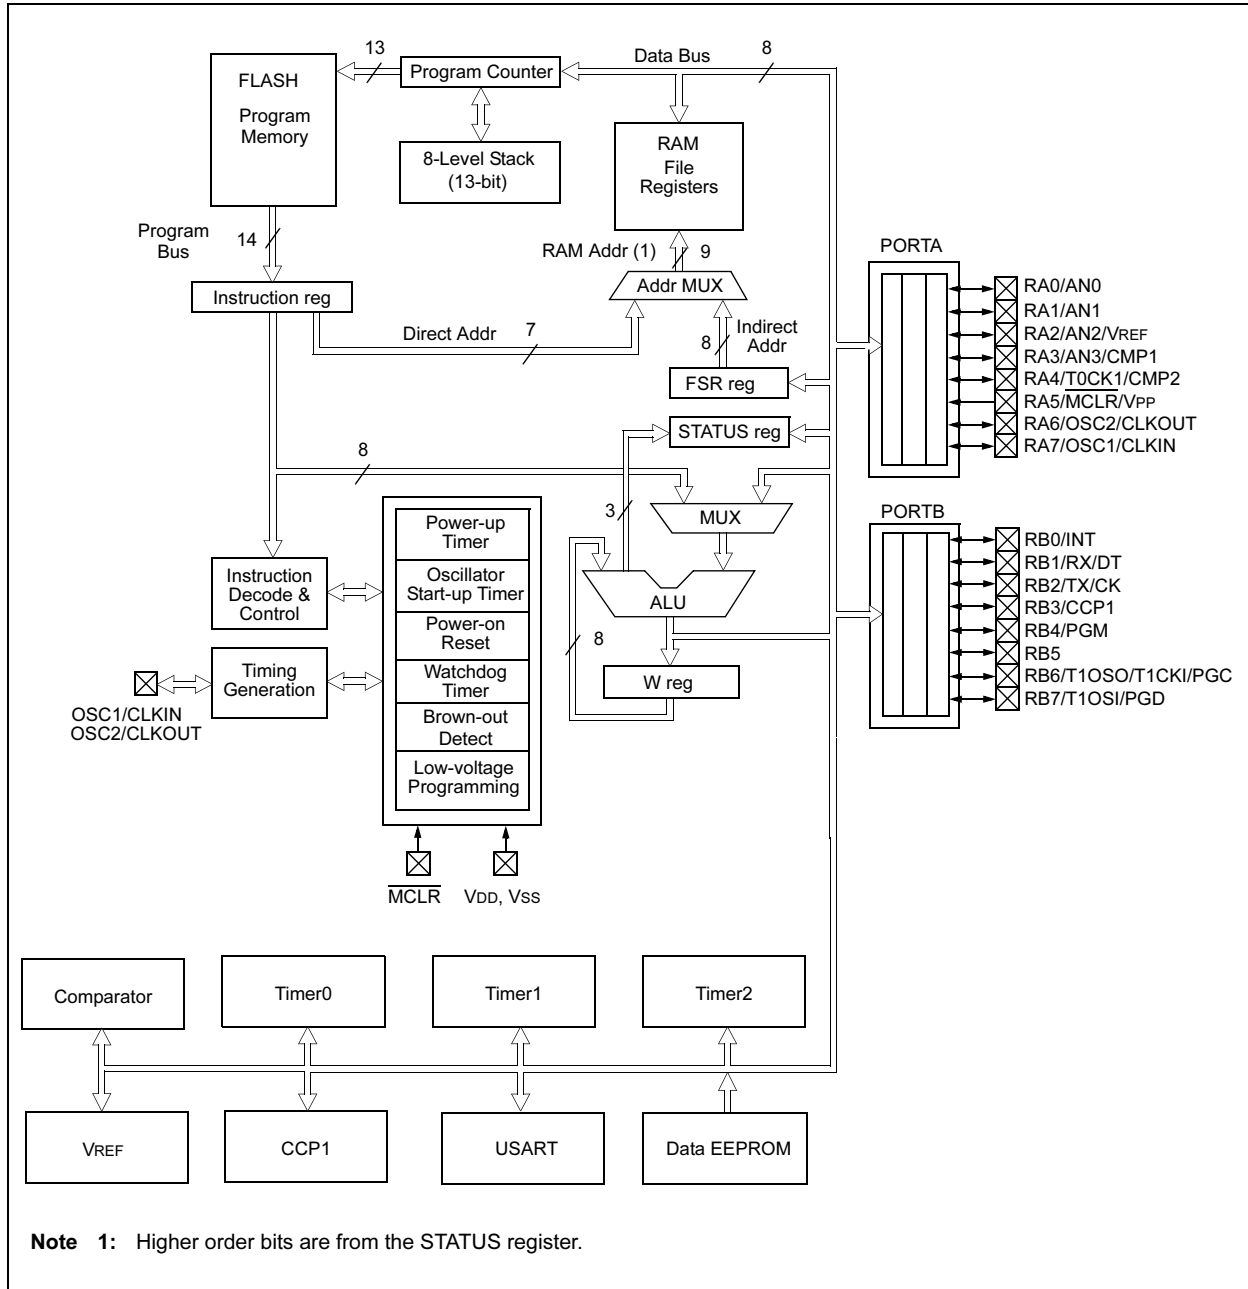 13
Data Bus
8
FLASH
Program
Memory
Program Counter
8-Level Stack
(13-bit)
RAM
File
Registers
Program
Bus
14
RAM Addr (1)
9
PORTA
Instruction reg
Addr MUX
Direct Addr
7
8
Indirect
Addr
FSR reg
STATUS reg
RA0/AN0
RA1/AN1
RA2/AN2/VREF
RA3/AN3/CMP1
RA4/T0CK1/CMP2
RA5/MCLR/VPP
RA6/OSC2/CLKOUT
RA7/OSC1/CLKIN
8
3
MUX
PORTB
Power-up
Timer
Oscillator
Start-up Timer
Power-on
Reset
Watchdog
Timer
Brown-out
Detect
Low-voltage
Programming
Instruction
Decode &
Control
Timing
Generation
OSC1/CLKIN
OSC2/CLKOUT
ALU
8
W reg
RB0/INT
RB1/RX/DT
RB2/TX/CK
RB3/CCP1
RB4/PGM
RB5
RB6/T1OSO/T1CKI/PGC
RB7/T1OSI/PGD
MCLR
VDD, VSS
Comparator
Timer0
Timer1
Timer2
VREF
CCP1
USART
Data EEPROM
Note 1: Higher order bits are from the STATUS register.